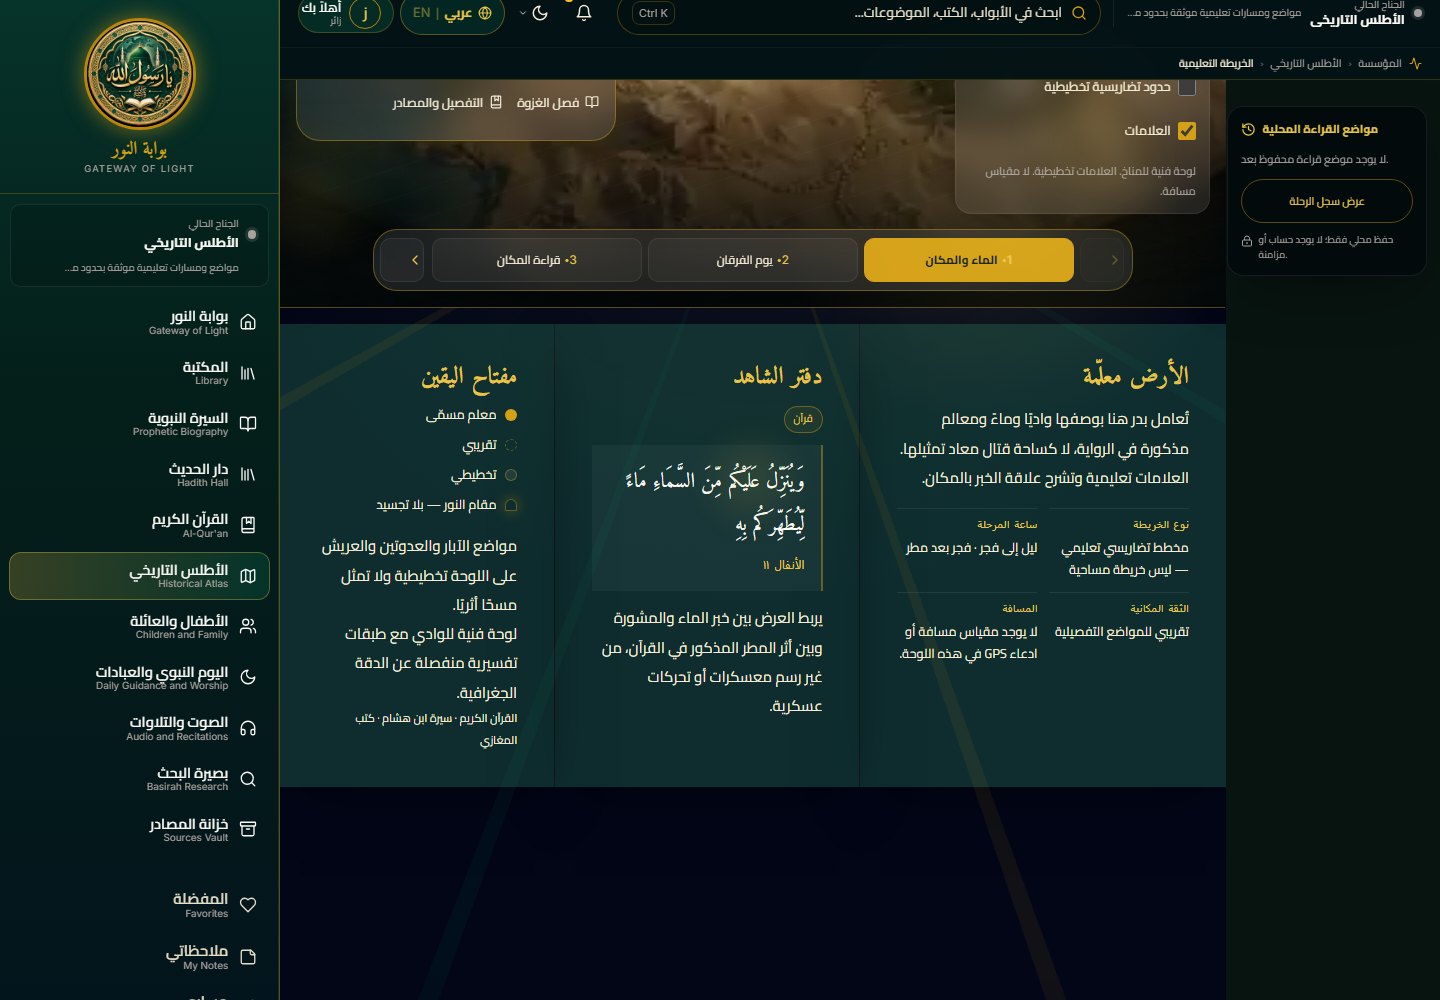 الجناح الحالي
الأطلس التاريخي
مواضع ومسارات تعليمية موثقة بحدود مـ...
ابحث في الأبواب، الكتب، الموضوعات...
Ctrl K
عربي | EN
ز
أهلاً بك
زائر
المؤسسة › الأطلس التاريخي › الخريطة التعليمية
يا رسول الله
بوابة النور
GATEWAY OF LIGHT
الجناح الحالي
الأطلس التاريخي
مواضع ومسارات تعليمية موثقة بحدود مـ...
بوابة النور
Gateway of Light
المكتبة
Library
السيرة النبوية
Prophetic Biography
دار الحديث
Hadith Hall
القرآن الكريم
Al-Qur'an
الأطلس التاريخي
Historical Atlas
الأطفال والعائلة
Children and Family
اليوم النبوي والعبادات
Daily Guidance and Worship
الصوت والتلاوات
Audio and Recitations
بصيرة البحث
Basirah Research
خزانة المصادر
Sources Vault
المفضلة
Favorites
ملاحظاتي
My Notes
مواضع القراءة المحلية
لا يوجد موضع قراءة محفوظ بعد.
عرض سجل الرحلة
حفظ محلي فقط؛ لا يوجد حساب أو
مزامنة.
حدود تضاريسية تخطيطية
العلامات
لوحة فنية للمناخ. العلامات تخطيطية. لا مقياس
مسافة.
فصل الغزوة
التفصيل والمصادر
1• الماء والمكان
2• يوم الفرقان
3• قراءة المكان
الأرض معلّمة
تُعامل بدر هنا بوصفها واديًا وماءً ومعالم
مذكورة في الرواية، لا كساحة قتال معاد تمثيلها.
العلامات تعليمية وتشرح علاقة الخبر بالمكان.
نوع الخريطة
مخطط تضاريسي تعليمي
— ليس خريطة مساحية
ساعة المرحلة
ليل إلى فجر · فجر بعد مطر
الثقة المكانية
تقريبي للمواضع التفصيلية
المسافة
لا يوجد مقياس مسافة أو
ادعاء GPS في هذه اللوحة.
دفتر الشاهد
قرآن
وَيُنَزِّلُ عَلَيْكُم مِّنَ السَّمَاءِ مَاءً
لِّيُطَهِّرَكُم بِهِ
الأنفال ١١
يربط العرض بين خبر الماء والمشورة
وبين أثر المطر المذكور في القرآن، من
غير رسم معسكرات أو تحركات
عسكرية.
مفتاح اليقين
معلم مسمّى
تقريبي
تخطيطي
مقام النور — بلا تجسيد
مواضع الآبار والعدوتين والعريش
على اللوحة تخطيطية ولا تمثل
مسحًا أثريًا.
لوحة فنية للوادي مع طبقات
تفسيرية منفصلة عن الدقة
الجغرافية.
القرآن الكريم · سيرة ابن هشام · كتب
المغازي